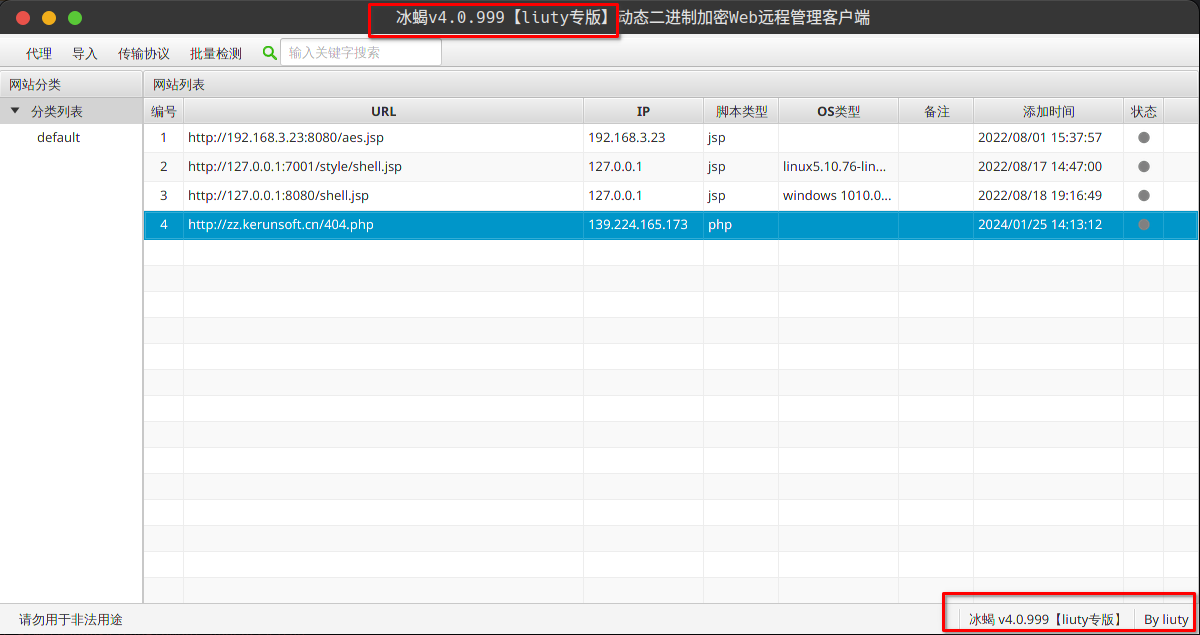 冰蝎v4.0.999【liuty专版】动态二进制加密Web远程管理客户端
代理 导入 传输协议 批量检测 输入关键字搜索
网站分类 网站列表
分类列表 编号 URL IP 脚本类型 OS类型 备注 添加时间 状态
default 1 http://192.168.3.23:8080/aes.jsp 192.168.3.23 jsp 2022/08/01 15:37:57
2 http://127.0.0.1:7001/style/shell.jsp 127.0.0.1 jsp linux5.10.76-lin... 2022/08/17 14:47:00
3 http://127.0.0.1:8080/shell.jsp 127.0.0.1 jsp windows 1010.0... 2022/08/18 19:16:49
4 http://zz.kerunsoft.cn/404.php 139.224.165.173 php 2024/01/25 14:13:12
请勿用于非法用途 冰蝎 v4.0.999【liuty专版】 By liuty